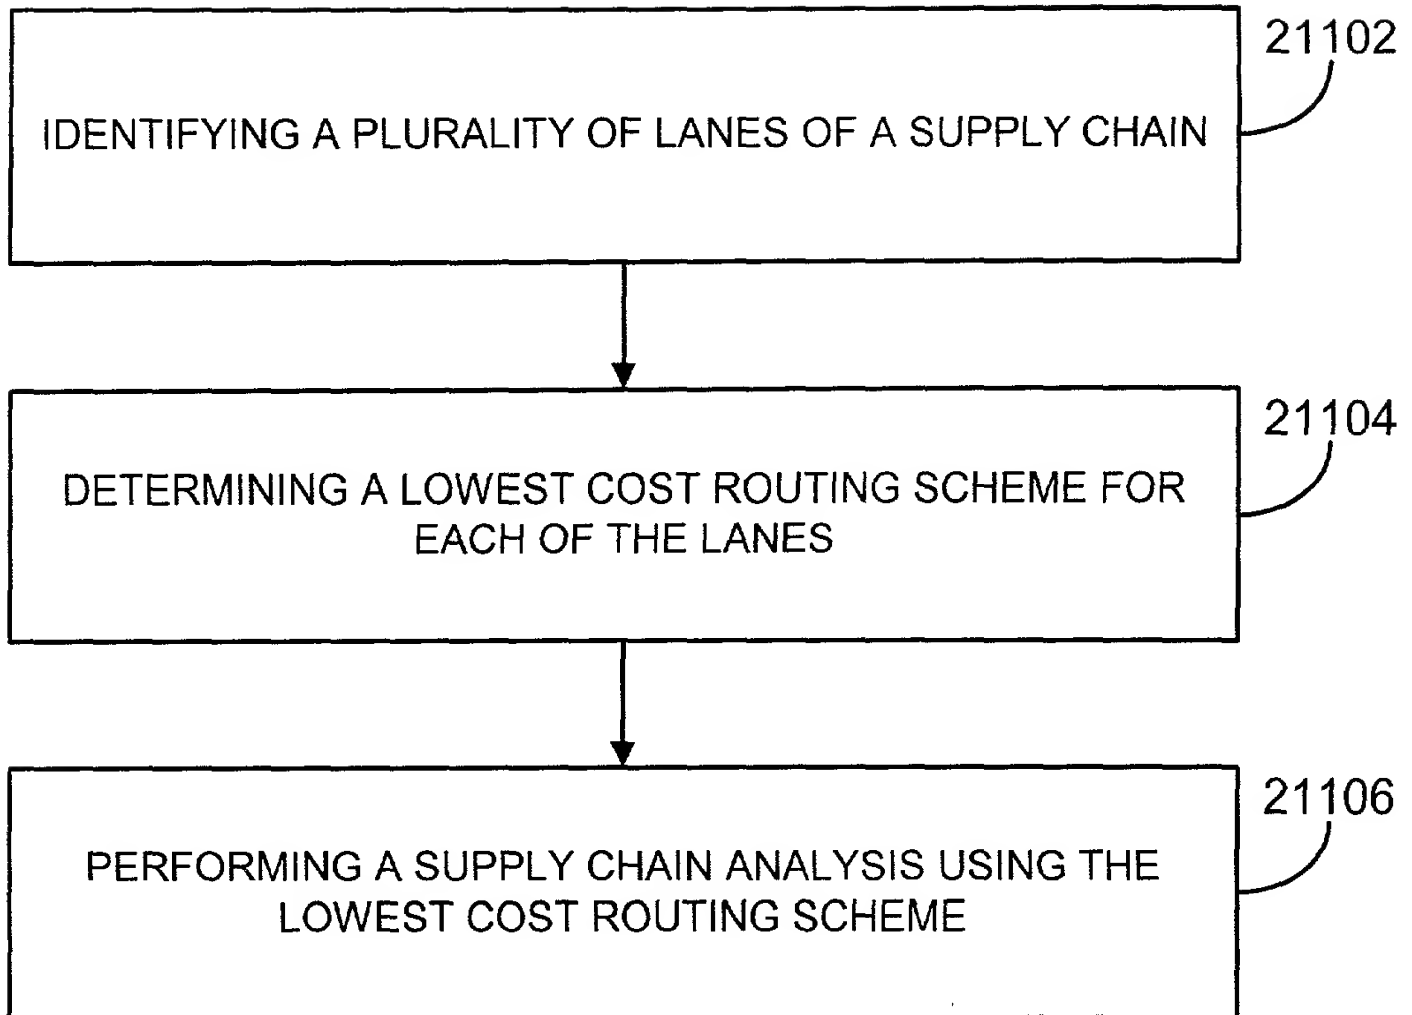 21102
IDENTIFYING A PLURALITY OF LANES OF A SUPPLY CHAIN
21104
DETERMINING A LOWEST COST ROUTING SCHEME FOR
EACH OF THE LANES
21106
PERFORMING A SUPPLY CHAIN ANALYSIS USING THE
LOWEST COST ROUTING SCHEME